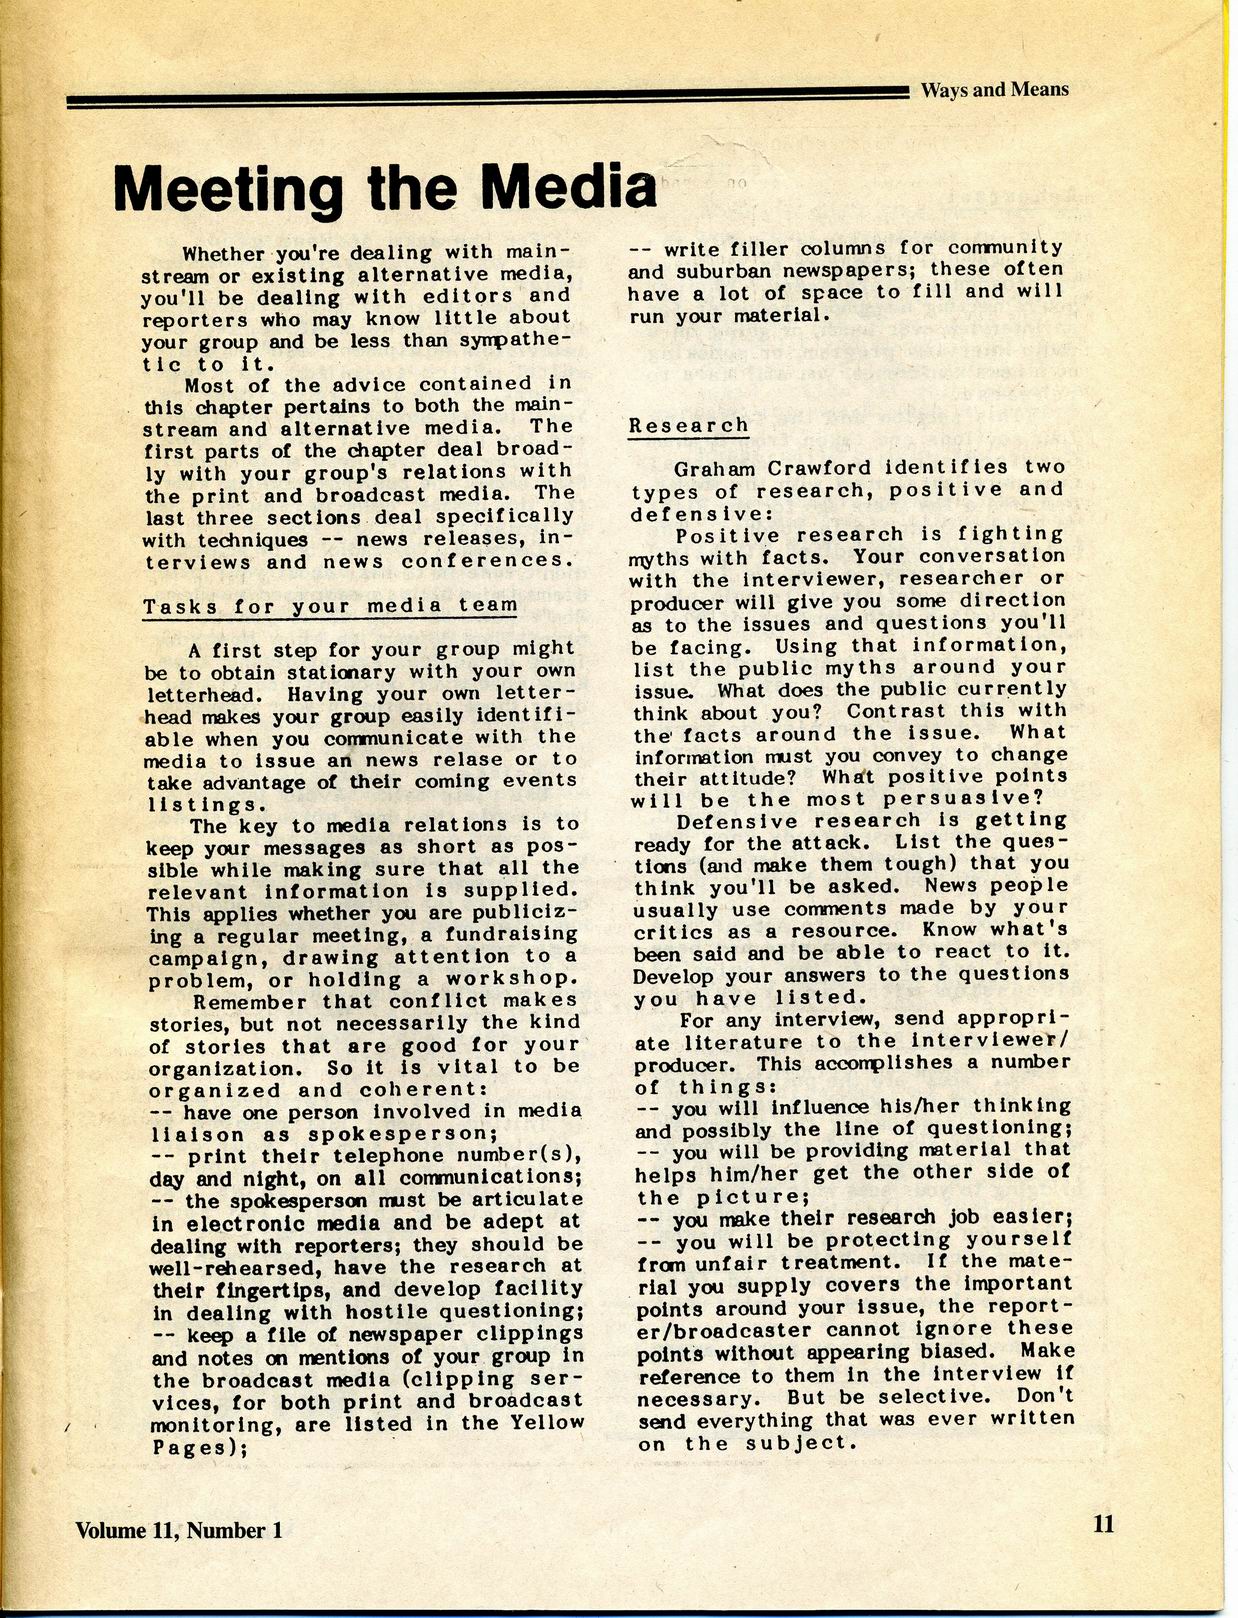 Ways and Means
Meeting the Media
Whether you're dealing with main-
stream or existing alternative media,
you'll be dealing with editors and
reporters who may know little about
your group and be less than sympathe-
tic to it.
Most of the advice contained in
this chapter pertains to both the main-
stream and alternative media. The
first parts of the chapter deal broad-
ly with your group's relations with
the print and broadcast media. The
last three sections deal specifically
with techniques -- news releases, in-
terviews and news conferences.
Tasks for your media team
A first step for your group might
be to obtain stationary with your own
letterhead. Having your own letter-
head makes your group easily identifi-
able when you communicate with the
media to issue an news relase or to
take advantage of their coming events
listings.
The key to media relations is to
keep your messages as short as pos-
sible while making sure that all the
relevant information is supplied.
This applies whether you are publiciz-
ing a regular meeting, a fundraising
campaign, drawing attention to a
problem, or holding a workshop.
Remember that conflict makes
stories, but not necessarily the kind
of stories that are good for your
organization. So it is vital to be
organized and coherent:
-- have one person involved in media
liaison as spokesperson;
-- print their telephone number(s),
day and night, on all communications;
-- the spokesperson must be articulate
in electronic media and be adept at
dealing with reporters; they should be
well-rehearsed, have the research at
their fingertips, and develop facility
in dealing with hostile questioning;
-- keep a file of newspaper clippings
and notes on mentions of your group in
the broadcast media (clipping ser-
vices, for both print and broadcast
monitoring, are listed in the Yellow
Pages);
-- write filler columns for community
and suburban newspapers; these often
have a lot of space to fill and will
run your material.
Research
Graham Crawford identifies two
types of research, positive and
defensive:
Positive research is fighting
myths with facts. Your conversation
with the interviewer, researcher or
producer will give you some direction
as to the issues and questions you'll
be facing. Using that information,
list the public myths around your
issue. What does the public currently
think about you? Contrast this with
the facts around the issue. What
information must you convey to change
their attitude? What positive points
will be the most persuasive?
Defensive research is getting
ready for the attack. List the ques-
tions (and make them tough) that you
think you'll be asked. News people
usually use comments made by your
critics as a resource. Know what's
been said and be able to react to it.
Develop your answers to the questions
you have listed.
For any interview, send appropri-
ate literature to the interviewer/
producer. This accomplishes a number
of things:
-- you will influence his/her thinking
and possibly the line of questioning;
-- you will be providing material that
helps him/her get the other side of
the picture;
-- you make their research job easier;
-- you will be protecting yourself
from unfair treatment. If the mate-
rial you supply covers the important
points around your issue, the report-
er/broadcaster cannot ignore these
points without appearing biased. Make
reference to them in the interview if
necessary. But be selective. Don't
send everything that was ever written
on the subject.
Volume 11, Number 1
11